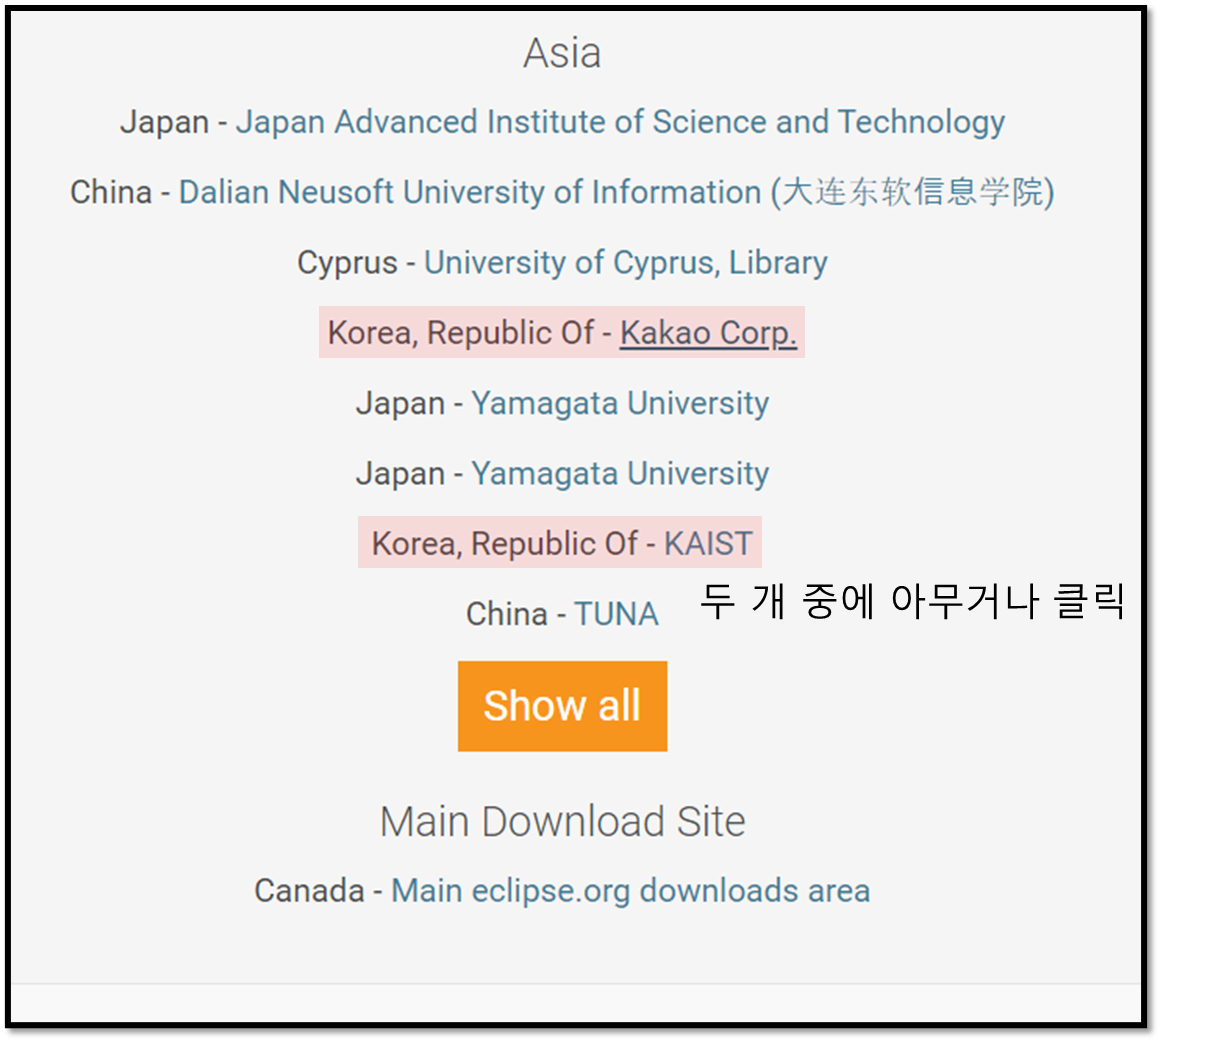 Asia
Japan - Japan Advanced Institute of Science and Technology
China - Dalian Neusoft University of Information (大连东软信息学院)
Cyprus - University of Cyprus, Library
Korea, Republic Of - Kakao Corp.
Japan - Yamagata University
Japan - Yamagata University
Korea, Republic Of - KAIST
두 개 중에 아무거나 클릭
China - TUNA
Show all
Main Download Site
Canada - Main eclipse.org downloads area